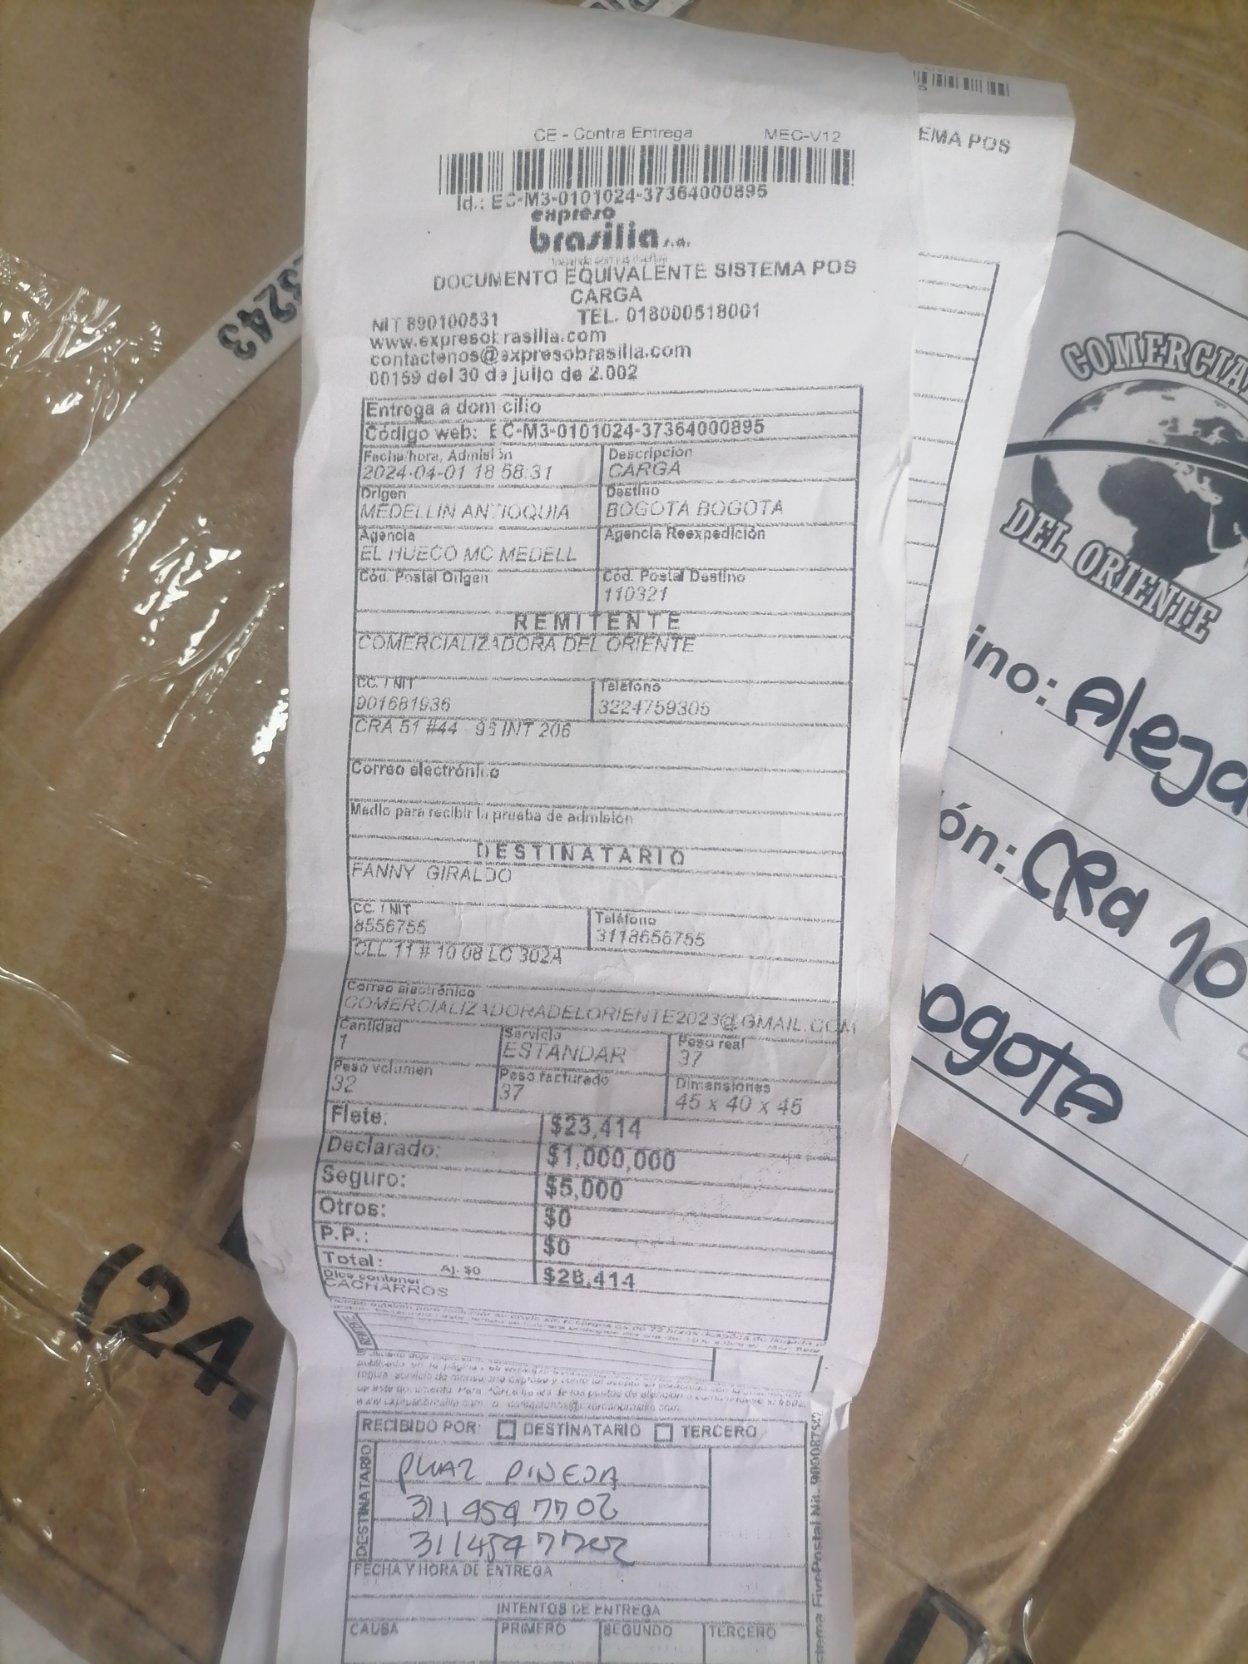 CE - Contra Entrega MEC-V12
Id.: EC-M3-0101024-37364000895
expreso
brasilia s.a.
DOCUMENTO EQUIVALENTE SISTEMA POS
CARGA
NIT 890100531 TEL. 018000518001
www.expresobrasilia.com
contactenos@expresobrasilia.com
00159 del 30 de julio de 2.002
Entrega a domicilio
Código web: EC-M3-0101024-37364000895
Fecha/hora, Admisión Descripción
2024-04-01 18:58:31 CARGA
Origen Destino
MEDELLIN ANTIOQUIA BOGOTA BOGOTA
Agencia Agencia Reexpedición
EL HUECO MC MEDELL
Cód. Postal Origen Cód. Postal Destino
110321
REMITENTE
COMERCIALIZADORA DEL ORIENTE
CC. / NIT Teléfono
901681936 3224759305
CRA 51 #44 - 96 INT 206
Correo electrónico
Medio para recibir la prueba de admisión
DESTINATARIO
FANNY GIRALDO
CC. / NIT Teléfono
8556755 3118656755
CLL 11 # 10 08 LC 302A
Correo electrónico
COMERCIALIZADORADELORIENTE2023@GMAIL.COM
Cantidad Servicio Peso real
1 ESTANDAR 37
Peso volumen Peso facturado Dimensiones
32 37 45 x 40 x 45
Flete: $23,414
Declarado: $1,000,000
Seguro: $5,000
Otros: $0
P.P.: $0
Total: Aj. $0 $28,414
Dice contener:
CACHARROS
RECIBIDO POR: DESTINATARIO TERCERO
DESTINATARIO
PINEDA
311 959 7702
FECHA Y HORA DE ENTREGA
INTENTOS DE ENTREGA
CAUSA PRIMERO SEGUNDO TERCERO
EMA POS
COMERCIA
DEL ORIENTE
ino: Aleja
ón: CRa 10
ogota
3243
(24